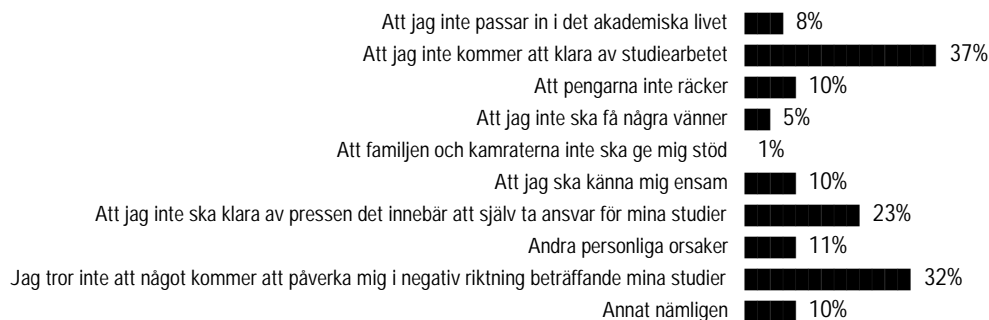 Att jag inte passar in i det akademiska livet 8%
Att jag inte kommer att klara av studiearbetet 37%
Att pengarna inte räcker 10%
Att jag inte ska få några vänner 5%
Att familjen och kamraterna inte ska ge mig stöd 1%
Att jag ska känna mig ensam 10%
Att jag inte ska klara av pressen det innebär att själv ta ansvar för mina studier 23%
Andra personliga orsaker 11%
Jag tror inte att något kommer att påverka mig i negativ riktning beträffande mina studier 32%
Annat nämligen 10%